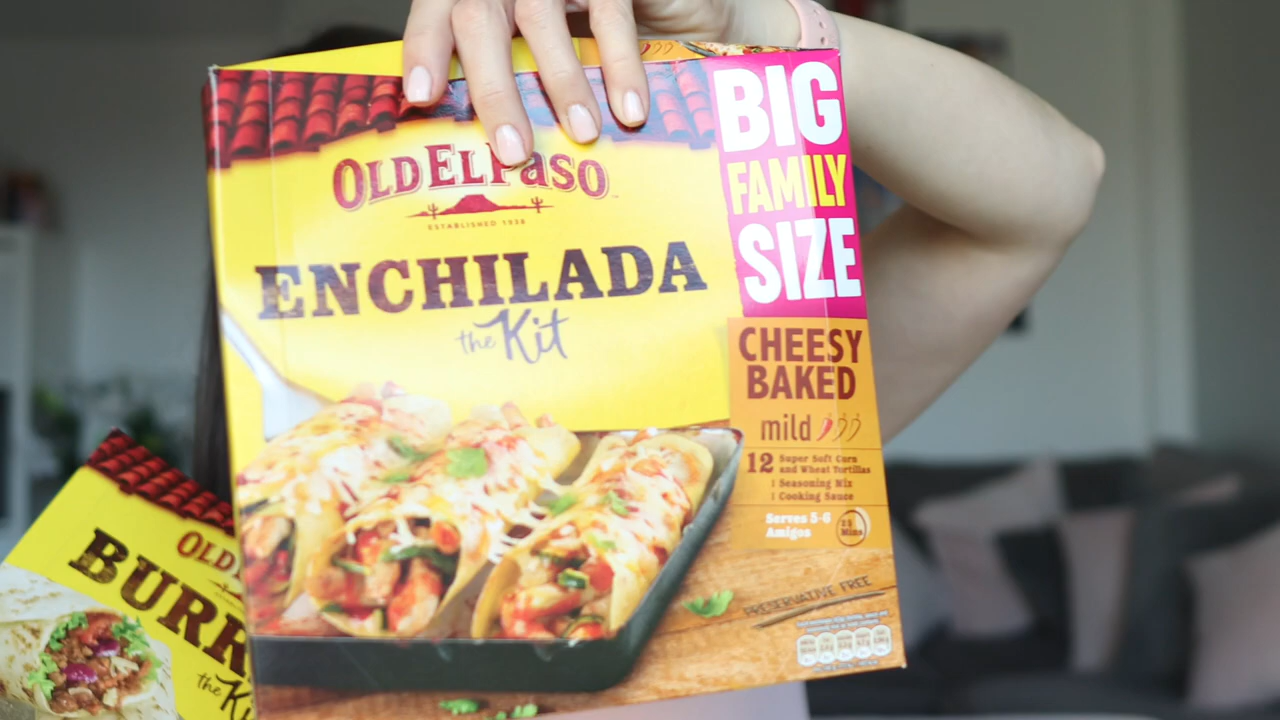 OLD EL PASO
ESTABLISHED 1938
ENCHILADA
the Kit
BIG
FAMILY
SIZE
CHEESY
BAKED
mild
12 Super Soft Corn
and Wheat Tortillas
1 Seasoning Mix
1 Cooking Sauce
Serves 5-6
Amigos
PRESERVATIVE FREE
OLD
BURR
the Ki